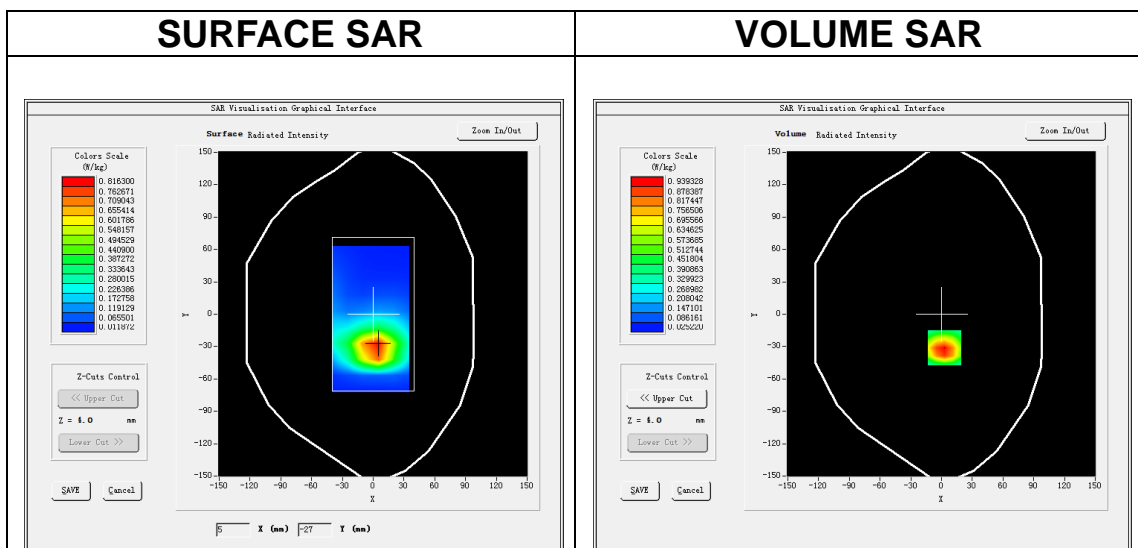 SURFACE SAR
VOLUME SAR
SAR Visualisation Graphical Interface
Surface Radiated Intensity
Zoom In/Out
Colors Scale
(W/kg)
0.816300
0.762671
0.709043
0.655414
0.601786
0.548157
0.494529
0.440900
0.387272
0.333643
0.280015
0.226386
0.172758
0.119129
0.065501
0.011872
Z-Cuts Control
<< Upper Cut
Z = 4.0 mm
Lower Cut >>
SAVE Cancel
150
120
90
60
30
0
-30
-60
-90
-120
-150
Y
-150 -120 -90 -60 -30 0 30 60 90 120 150
X
5 X (mm) -27 Y (mm)
SAR Visualisation Graphical Interface
Volume Radiated Intensity
Zoom In/Out
Colors Scale
(W/kg)
0.939328
0.878387
0.817447
0.756506
0.695566
0.634625
0.573685
0.512744
0.451804
0.390863
0.329923
0.268982
0.208042
0.147101
0.086161
0.025220
Z-Cuts Control
<< Upper Cut
Z = 4.0 mm
Lower Cut >>
SAVE Cancel
150
120
90
60
30
0
-30
-60
-90
-120
-150
Y
-150 -120 -90 -60 -30 0 30 60 90 120 150
X